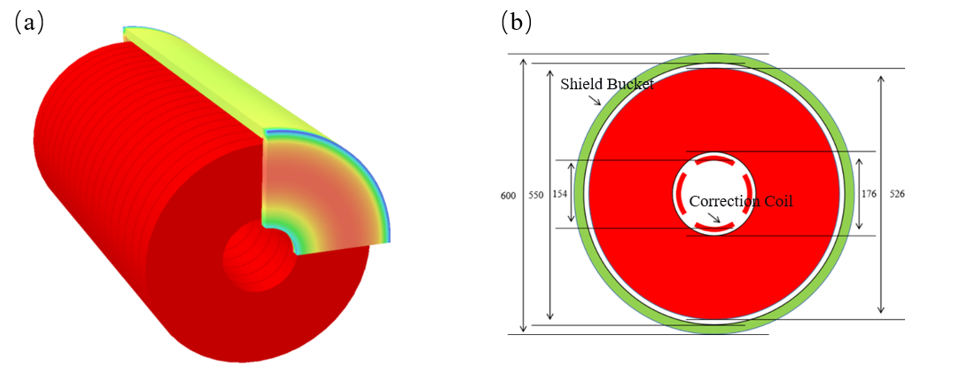 (a)
(b)
Shield Bucket
600
550
154
Correction Coil
176
526